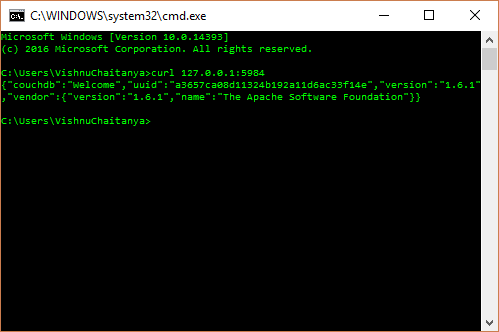 C:\WINDOWS\system32\cmd.exe
Microsoft Windows [Version 10.0.14393]
(c) 2016 Microsoft Corporation. All rights reserved.
C:\Users\VishnuChaitanya>curl 127.0.0.1:5984
{"couchdb":"Welcome","uuid":"a3657ca08d11324b192a11d6ac33f14e","version":"1.6.1"
,"vendor":{"version":"1.6.1","name":"The Apache Software Foundation"}}
C:\Users\VishnuChaitanya>